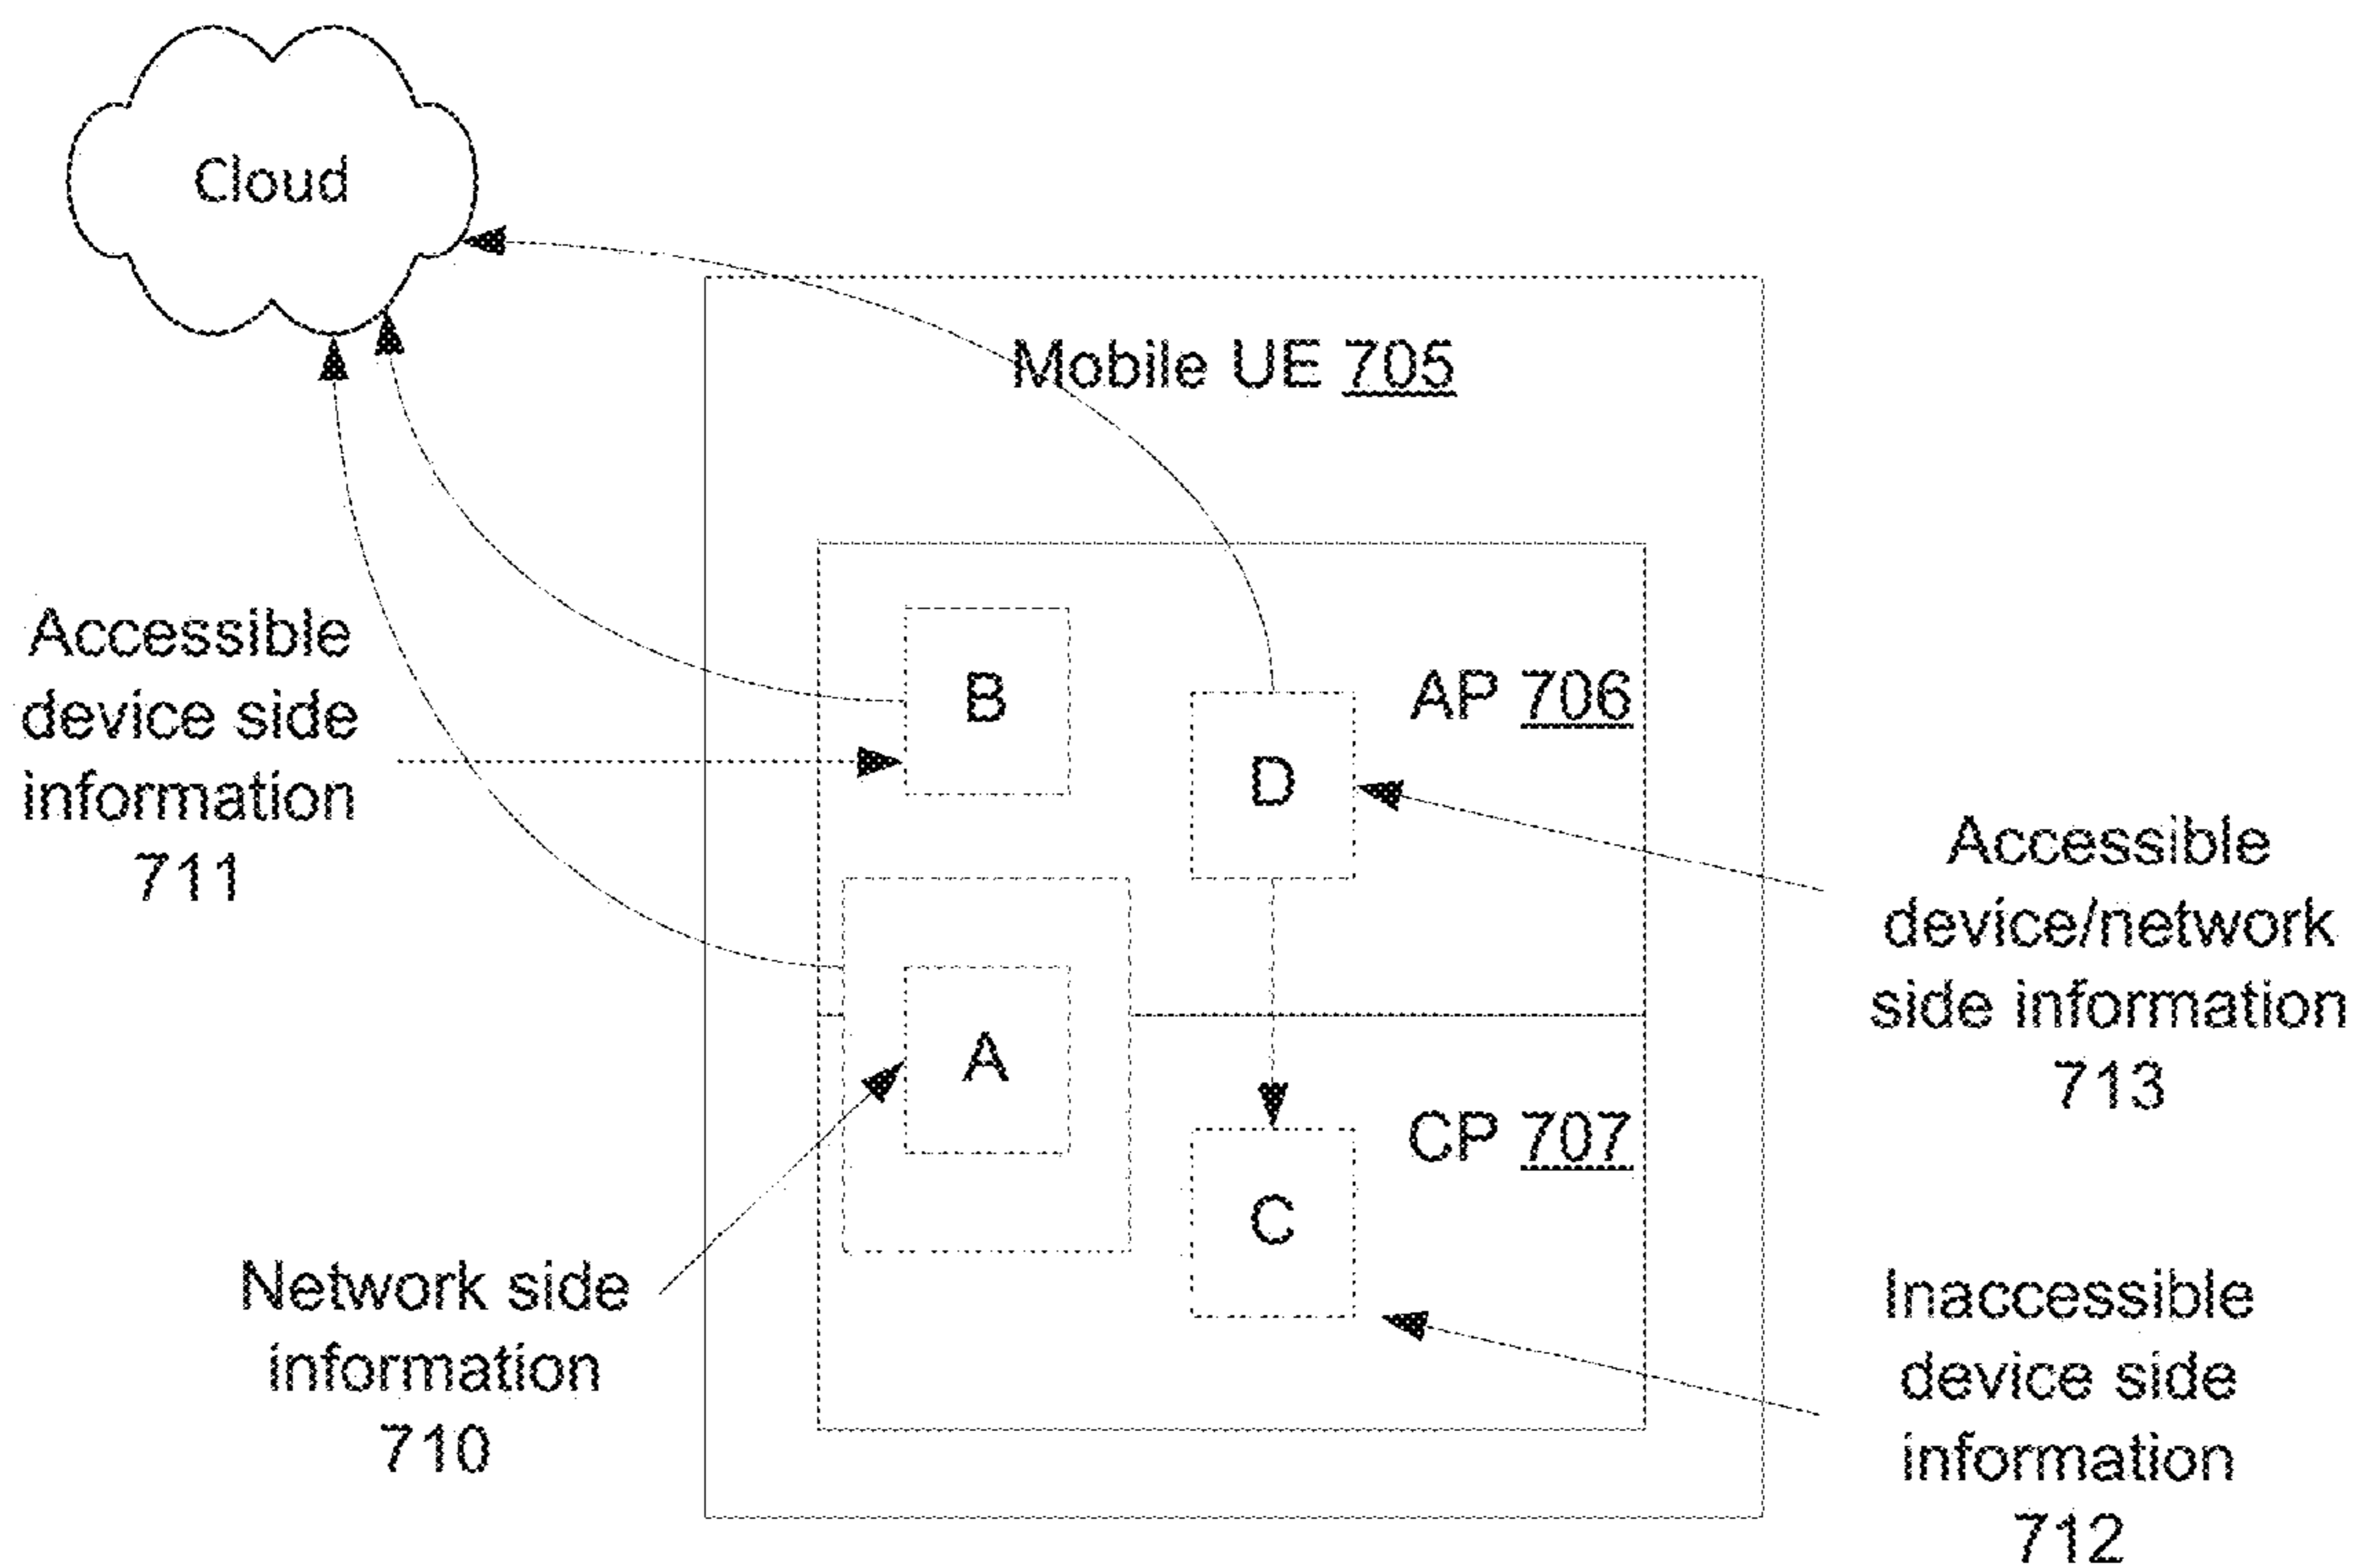 Cloud
Mobile UE 705
Accessible
device side
information
711
B
D
AP 706
Accessible
device/network
side information
713
A
CP 707
C
Network side
information
710
Inaccessible
device side
information
712